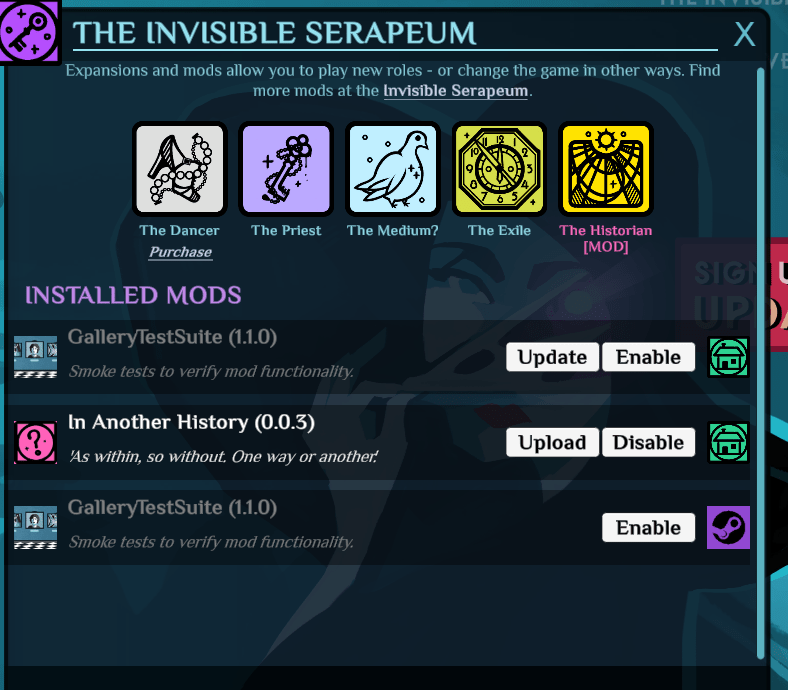 THE INVISIBLE SERAPEUM
X
Expansions and mods allow you to play new roles - or change the game in other ways. Find
more mods at the Invisible Serapeum.
The Dancer
Purchase
The Priest
The Medium?
The Exile
The Historian
[MOD]
INSTALLED MODS
GalleryTestSuite (1.1.0)
Smoke tests to verify mod functionality.
Update
Enable
In Another History (0.0.3)
'As within, so without. One way or another.'
Upload
Disable
GalleryTestSuite (1.1.0)
Smoke tests to verify mod functionality.
Enable
SIGN U
UPDA